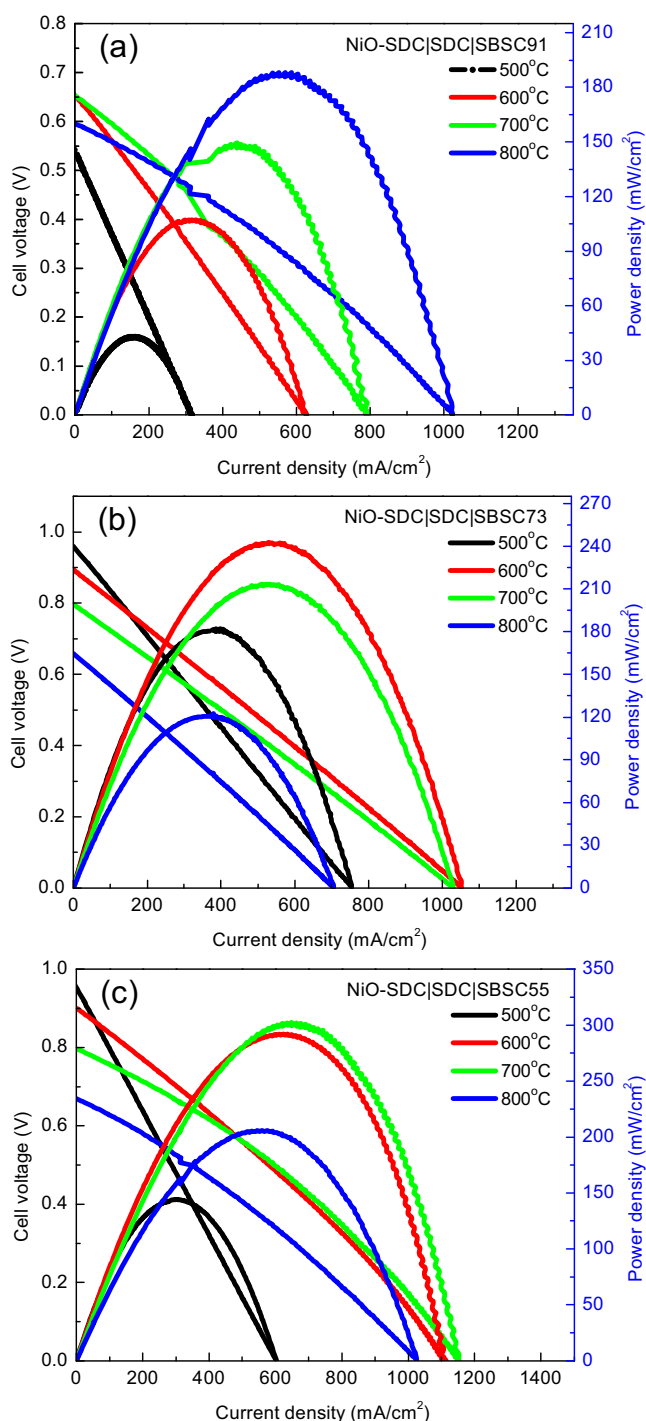 (a)
NiO-SDC|SDC|SBSC91
500°C
600°C
700°C
800°C
0.8
0.7
0.6
0.5
0.4
0.3
0.2
0.1
0.0
Cell voltage (V)
210
180
150
120
90
60
30
0
Power density (mW/cm²)
0 200 400 600 800 1000 1200
Current density (mA/cm²)
(b)
NiO-SDC|SDC|SBSC73
500°C
600°C
700°C
800°C
1.0
0.8
0.6
0.4
0.2
0.0
Cell voltage (V)
270
240
210
180
150
120
90
60
30
0
Power density (mW/cm²)
0 200 400 600 800 1000 1200
Current density (mA/cm²)
(c)
NiO-SDC|SDC|SBSC55
500°C
600°C
700°C
800°C
1.0
0.8
0.6
0.4
0.2
0.0
Cell voltage (V)
350
300
250
200
150
100
50
0
Power density (mW/cm²)
0 200 400 600 800 1000 1200 1400
Current density (mA/cm²)